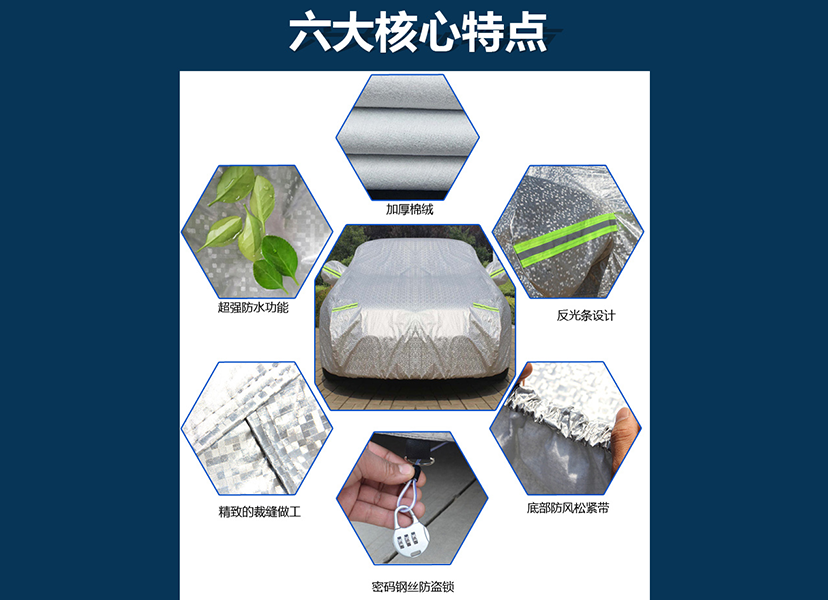 六大核心特点
加厚棉绒
超强防水功能
反光条设计
精致的裁缝做工
底部防风松紧带
密码钢丝防盗锁